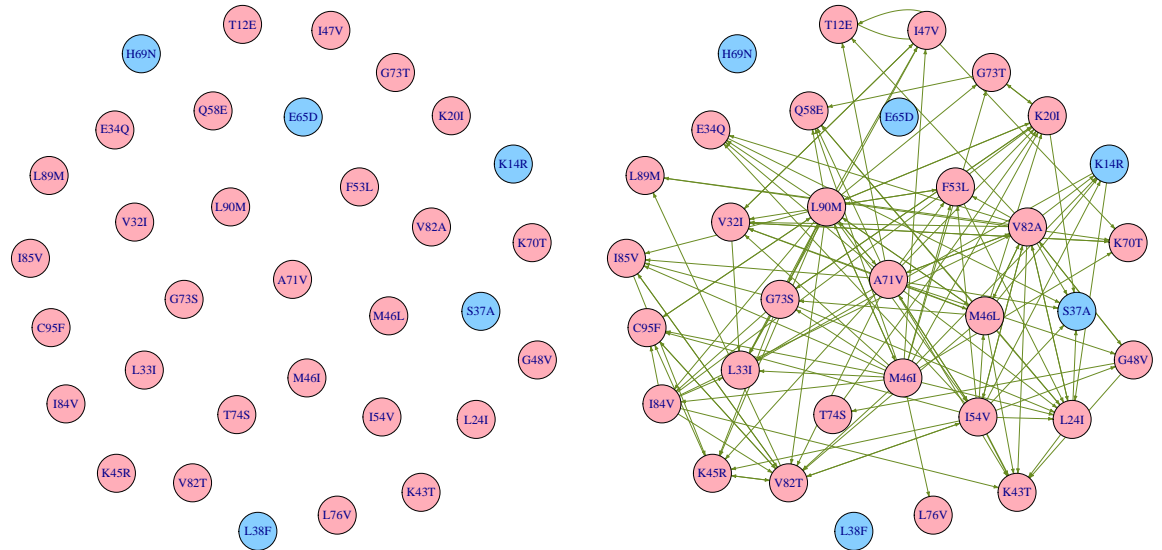 T12E
I47V
H69N
G73T
Q58E
E65D
K20I
E34Q
K14R
L89M
F53L
L90M
V32I
V82A
K70T
I85V
A71V
G73S
M46L
S37A
C95F
G48V
L33I
M46I
I84V
T74S
I54V
L24I
K45R
V82T
K43T
L76V
L38F
T12E
I47V
H69N
G73T
Q58E
E65D
K20I
E34Q
K14R
L89M
F53L
L90M
V32I
V82A
K70T
I85V
A71V
G73S
M46L
S37A
C95F
G48V
L33I
M46I
I84V
T74S
I54V
L24I
K45R
V82T
K43T
L76V
L38F